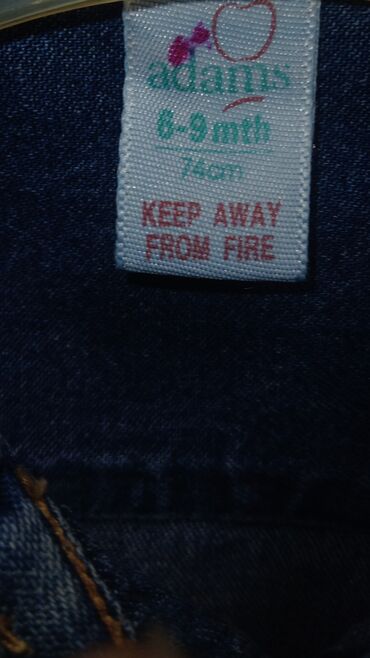 adams
6-9 mth
74cm
KEEP AWAY
FROM FIRE